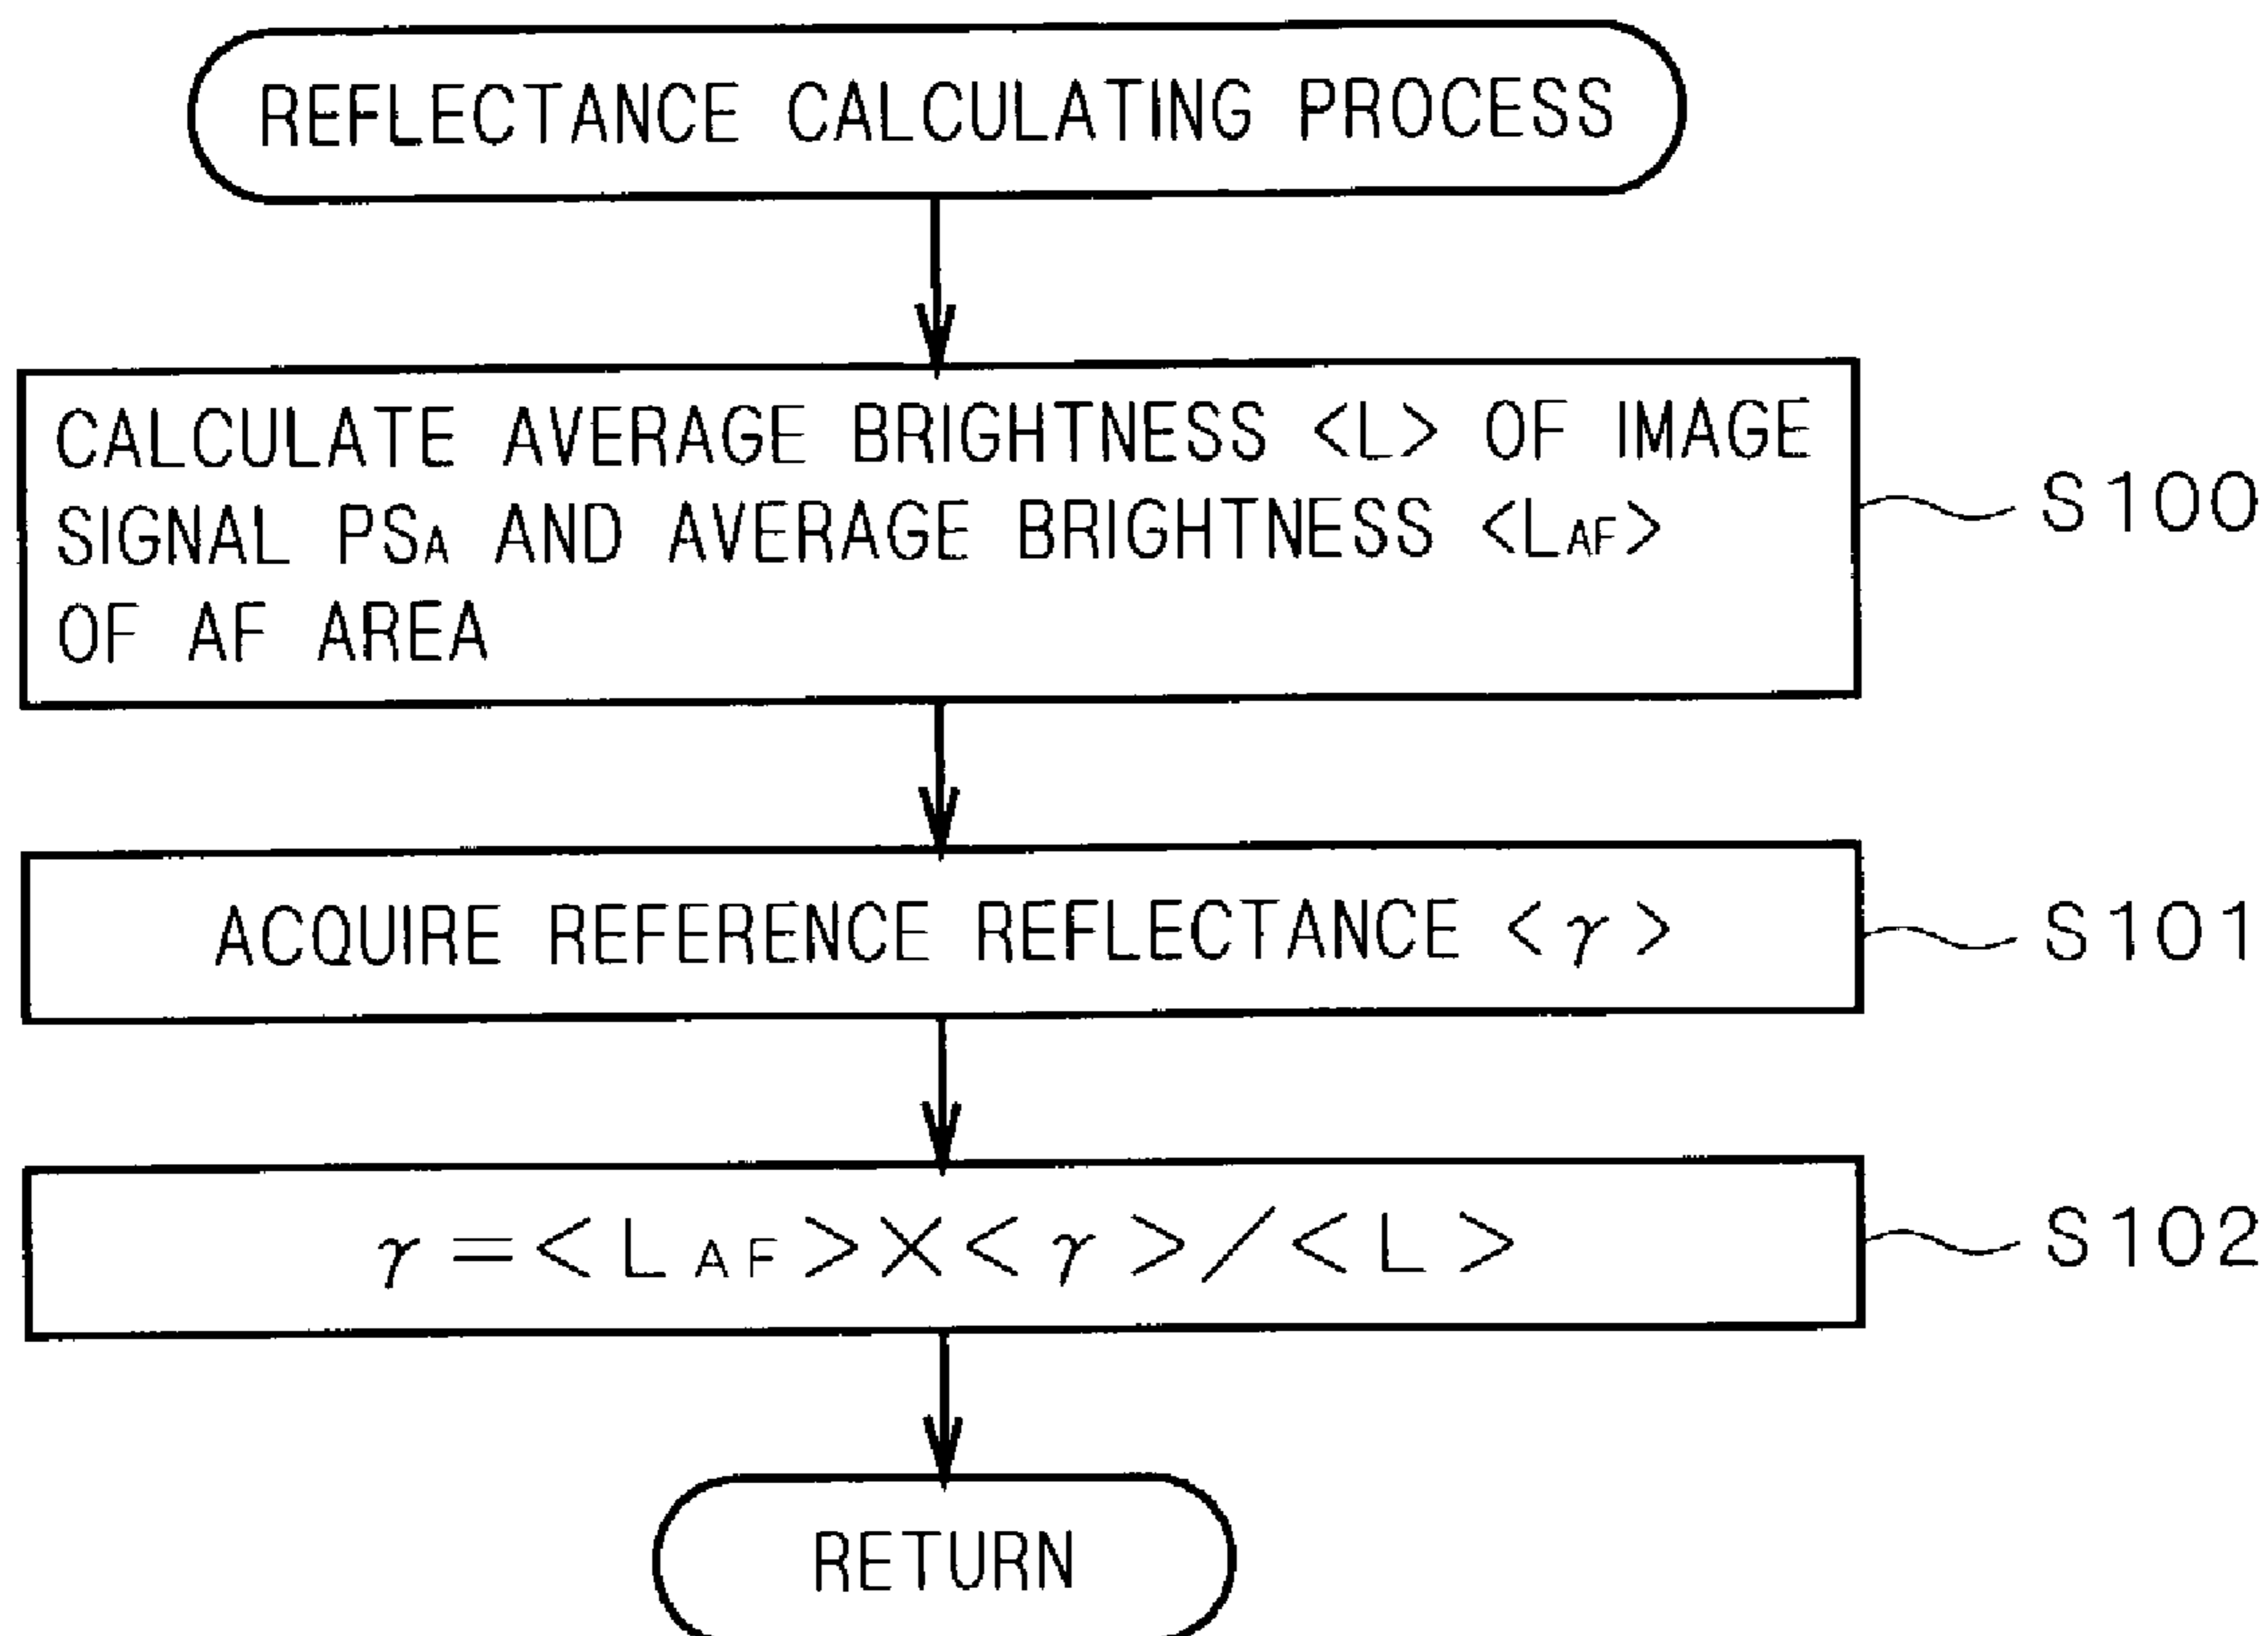 REFLECTANCE CALCULATING PROCESS
CALCULATE AVERAGE BRIGHTNESS <L> OF IMAGE
SIGNAL PSA AND AVERAGE BRIGHTNESS <LAF>
OF AF AREA
S100
ACQUIRE REFERENCE REFLECTANCE <γ>
S101
γ=<LAF>×<γ>/<L>
S102
RETURN